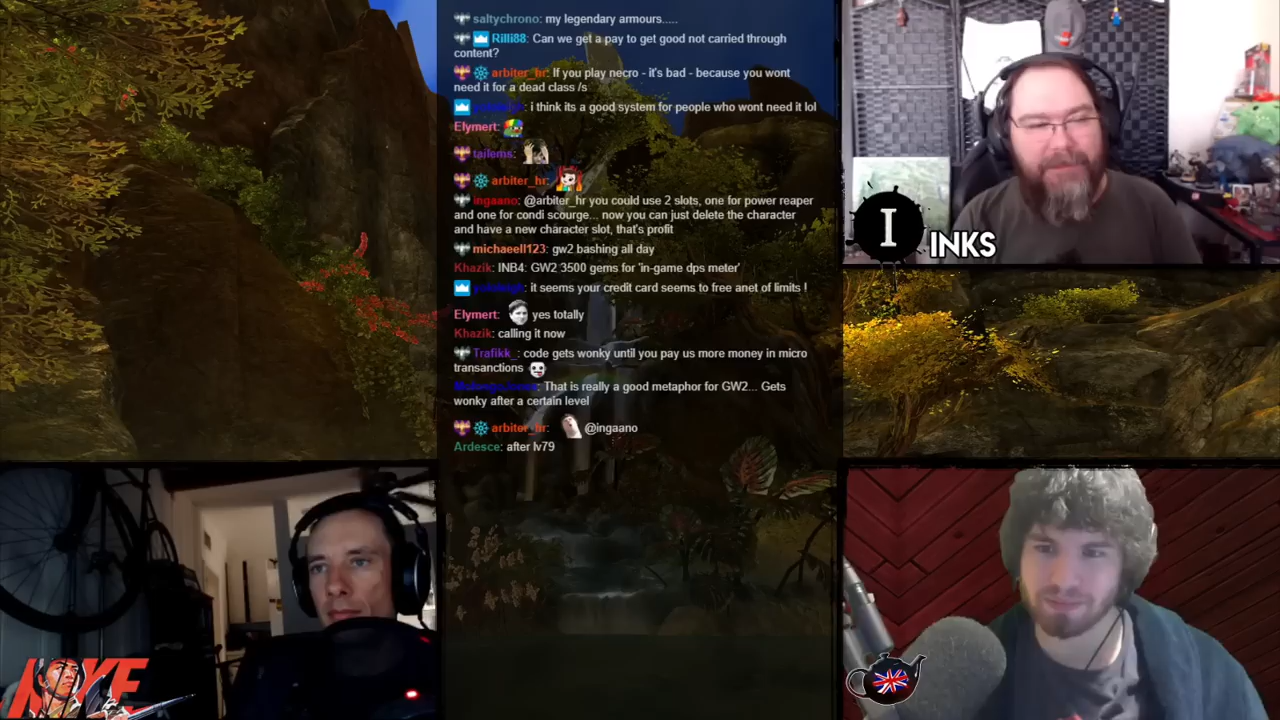 saltychrono: my legendary armours.....
Rilli88: Can we get a pay to get good not carried through
content?
arbiter_hr: If you play necro - it's bad - because you wont
need it for a dead class /s
: i think its a good system for people who wont need it lol
Elymert:
tailems:
arbiter_hr:
ingaano: @arbiter_hr you could use 2 slots, one for power reaper
and one for condi scourge... now you can just delete the character
and have a new character slot, that's profit
michaeell123: gw2 bashing all day
Khazik: INB4: GW2 3500 gems for 'in-game dps meter'
: it seems your credit card seems to free anet of limits !
Elymert: yes totally
Khazik: calling it now
Trafikk_: code gets wonky until you pay us more money in micro
transanctions
: That is really a good metaphor for GW2... Gets
wonky after a certain level
arbiter_hr: @ingaano
Ardesce: after lv79
I INKS